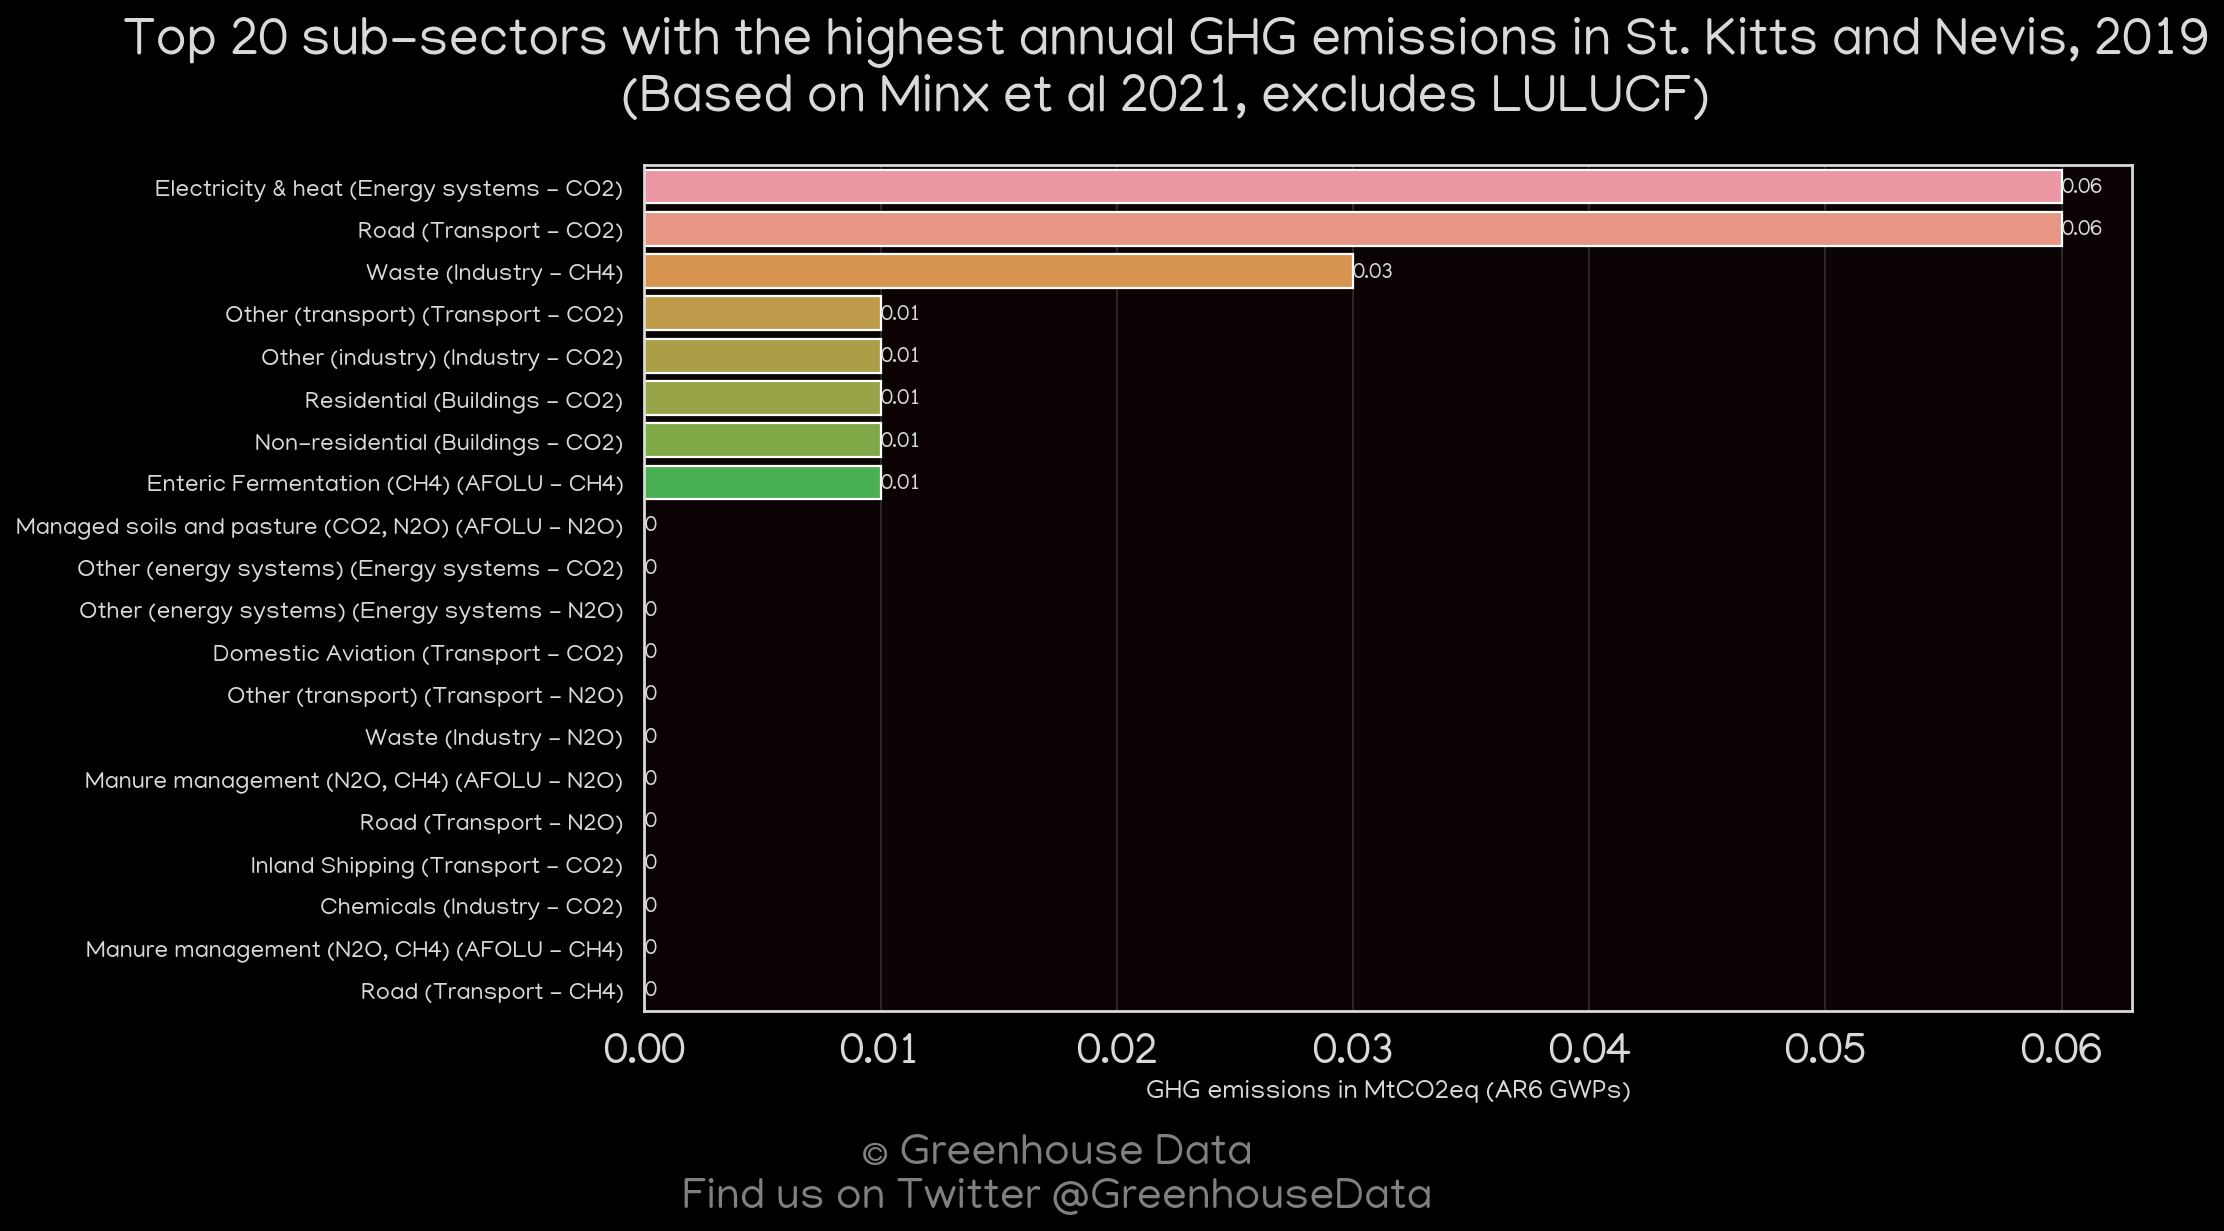 Top 20 sub-sectors with the highest annual GHG emissions in St. Kitts and Nevis, 2019
(Based on Minx et al 2021, excludes LULUCF)
Electricity & heat (Energy systems - CO2) 0.06
Road (Transport - CO2) 0.06
Waste (Industry - CH4) 0.03
Other (transport) (Transport - CO2) 0.01
Other (industry) (Industry - CO2) 0.01
Residential (Buildings - CO2) 0.01
Non-residential (Buildings - CO2) 0.01
Enteric Fermentation (CH4) (AFOLU - CH4) 0.01
Managed soils and pasture (CO2, N2O) (AFOLU - N2O) 0
Other (energy systems) (Energy systems - CO2) 0
Other (energy systems) (Energy systems - N2O) 0
Domestic Aviation (Transport - CO2) 0
Other (transport) (Transport - N2O) 0
Waste (Industry - N2O) 0
Manure management (N2O, CH4) (AFOLU - N2O) 0
Road (Transport - N2O) 0
Inland Shipping (Transport - CO2) 0
Chemicals (Industry - CO2) 0
Manure management (N2O, CH4) (AFOLU - CH4) 0
Road (Transport - CH4) 0
0.00 0.01 0.02 0.03 0.04 0.05 0.06
GHG emissions in MtCO2eq (AR6 GWPs)
© Greenhouse Data
Find us on Twitter @GreenhouseData